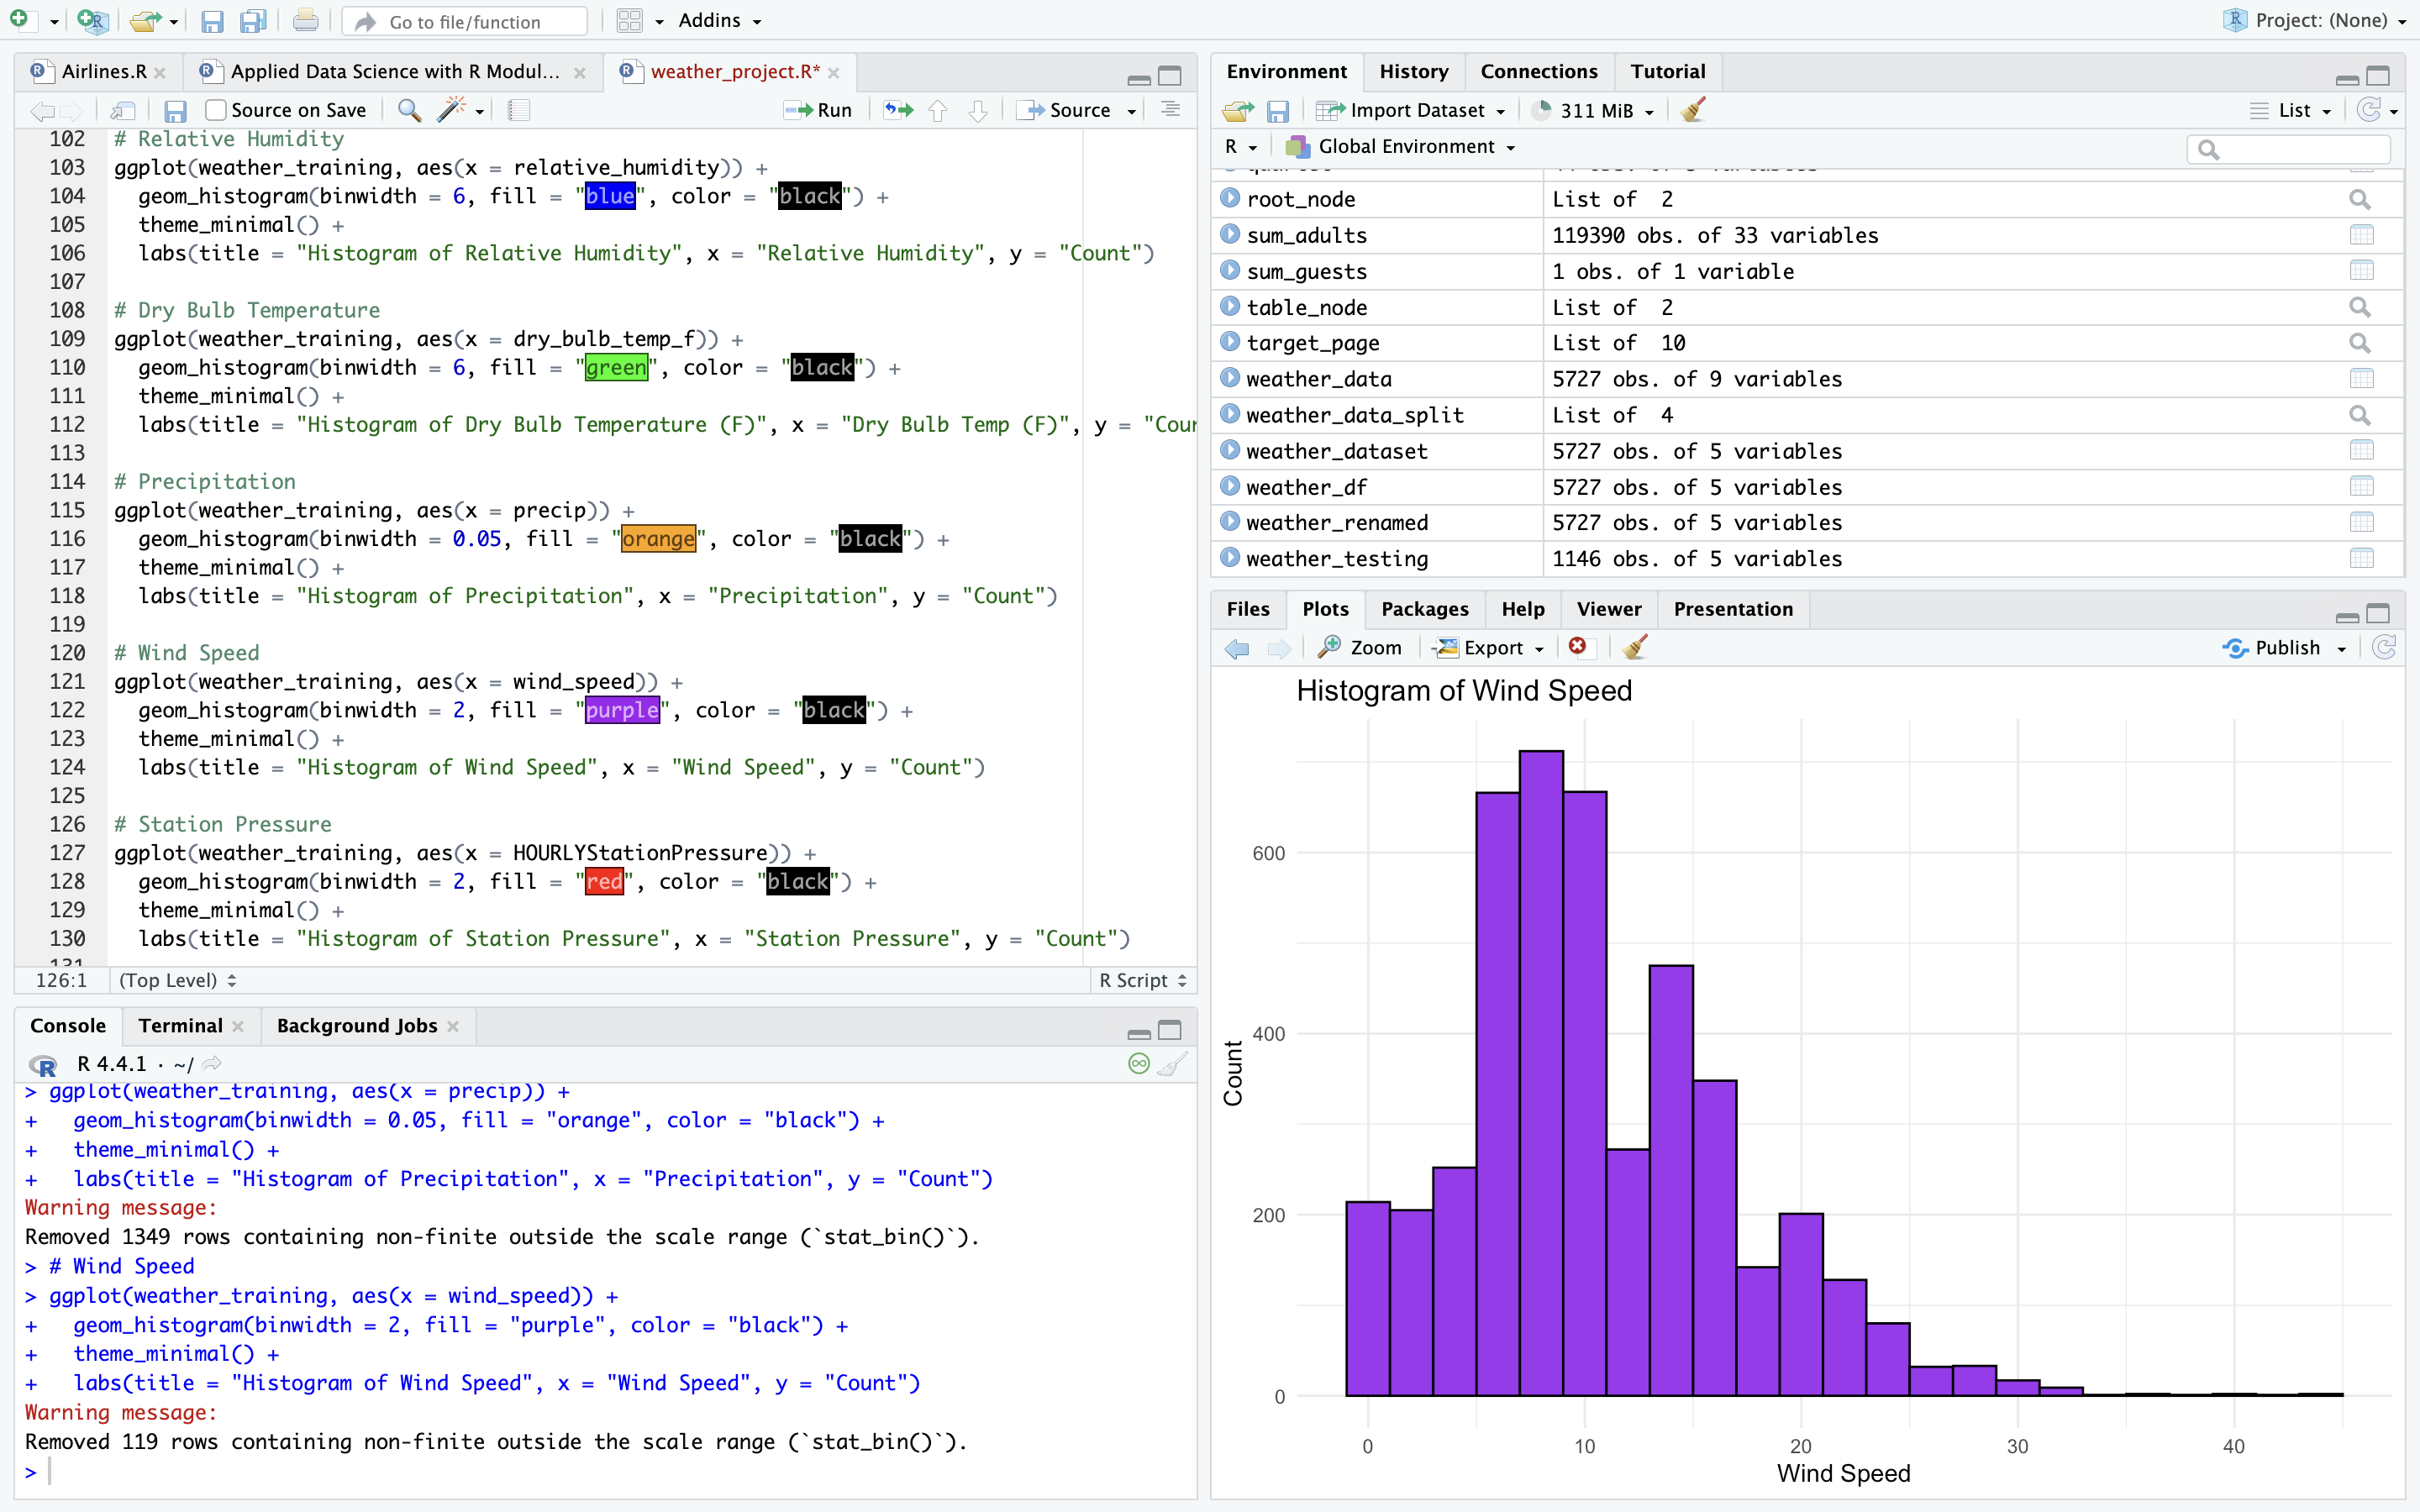 Go to file/function
Addins
Project: (None)
Airlines.R
Applied Data Science with R Modul...
weather_project.R*
Source on Save
Run
Source
102 # Relative Humidity
103 ggplot(weather_training, aes(x = relative_humidity)) +
104   geom_histogram(binwidth = 6, fill = "blue", color = "black") +
105   theme_minimal() +
106   labs(title = "Histogram of Relative Humidity", x = "Relative Humidity", y = "Count")
107
108 # Dry Bulb Temperature
109 ggplot(weather_training, aes(x = dry_bulb_temp_f)) +
110   geom_histogram(binwidth = 6, fill = "green", color = "black") +
111   theme_minimal() +
112   labs(title = "Histogram of Dry Bulb Temperature (F)", x = "Dry Bulb Temp (F)", y = "Coun
113
114 # Precipitation
115 ggplot(weather_training, aes(x = precip)) +
116   geom_histogram(binwidth = 0.05, fill = "orange", color = "black") +
117   theme_minimal() +
118   labs(title = "Histogram of Precipitation", x = "Precipitation", y = "Count")
119
120 # Wind Speed
121 ggplot(weather_training, aes(x = wind_speed)) +
122   geom_histogram(binwidth = 2, fill = "purple", color = "black") +
123   theme_minimal() +
124   labs(title = "Histogram of Wind Speed", x = "Wind Speed", y = "Count")
125
126 # Station Pressure
127 ggplot(weather_training, aes(x = HOURLYStationPressure)) +
128   geom_histogram(binwidth = 2, fill = "red", color = "black") +
129   theme_minimal() +
130   labs(title = "Histogram of Station Pressure", x = "Station Pressure", y = "Count")
131
126:1 (Top Level) R Script
Console Terminal Background Jobs
R 4.4.1 · ~/
> ggplot(weather_training, aes(x = precip)) +
+   geom_histogram(binwidth = 0.05, fill = "orange", color = "black") +
+   theme_minimal() +
+   labs(title = "Histogram of Precipitation", x = "Precipitation", y = "Count")
Warning message:
Removed 1349 rows containing non-finite outside the scale range (`stat_bin()`).
> # Wind Speed
> ggplot(weather_training, aes(x = wind_speed)) +
+   geom_histogram(binwidth = 2, fill = "purple", color = "black") +
+   theme_minimal() +
+   labs(title = "Histogram of Wind Speed", x = "Wind Speed", y = "Count")
Warning message:
Removed 119 rows containing non-finite outside the scale range (`stat_bin()`).
>
Environment History Connections Tutorial
Import Dataset 311 MiB List
R Global Environment
root_node List of 2
sum_adults 119390 obs. of 33 variables
sum_guests 1 obs. of 1 variable
table_node List of 2
target_page List of 10
weather_data 5727 obs. of 9 variables
weather_data_split List of 4
weather_dataset 5727 obs. of 5 variables
weather_df 5727 obs. of 5 variables
weather_renamed 5727 obs. of 5 variables
weather_testing 1146 obs. of 5 variables
Files Plots Packages Help Viewer Presentation
Zoom Export Publish
Histogram of Wind Speed
600
400
200
0
Count
0 10 20 30 40
Wind Speed